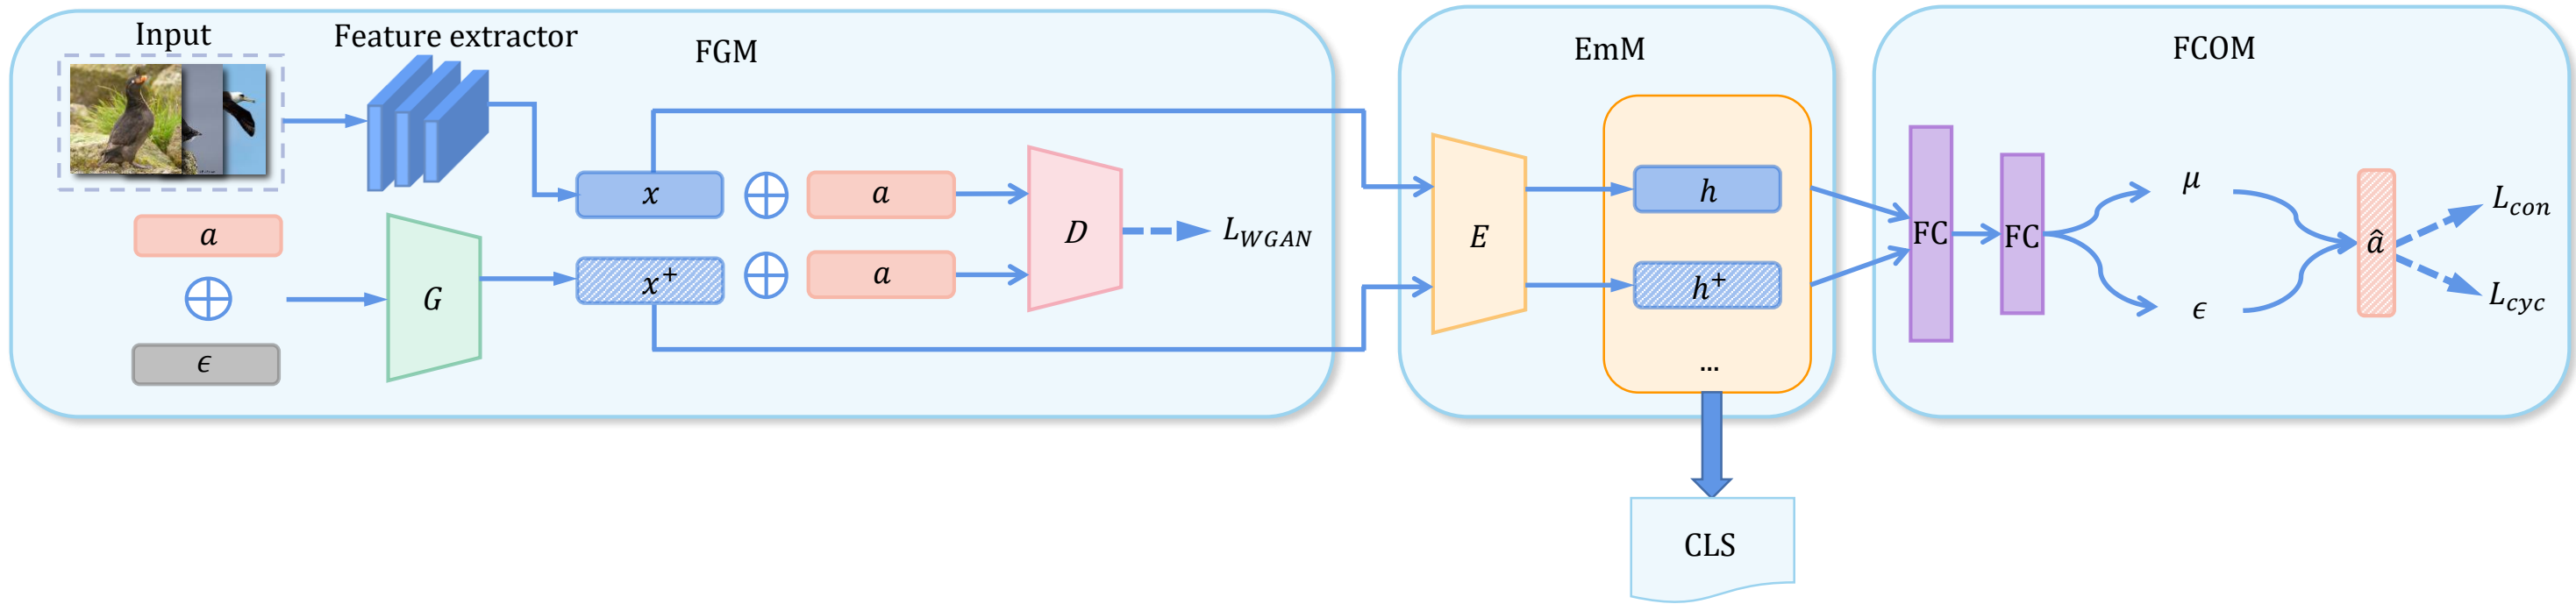 Input
Feature extractor
FGM
x
a
a
ϵ
G
x⁺
a
D
L_WGAN
EmM
E
h
h⁺
...
CLS
FCOM
FC
FC
μ
ϵ
â
L_con
L_cyc